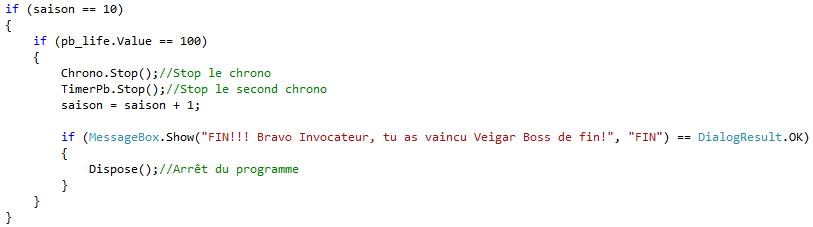 if (saison == 10)
{
    if (pb_life.Value == 100)
    {
        Chrono.Stop();//Stop le chrono
        TimerPb.Stop();//Stop le second chrono
        saison = saison + 1;

        if (MessageBox.Show("FIN!!! Bravo Invocateur, tu as vaincu Veigar Boss de fin!", "FIN") == DialogResult.OK)
        {
            Dispose();//Arrêt du programme
        }
    }
}